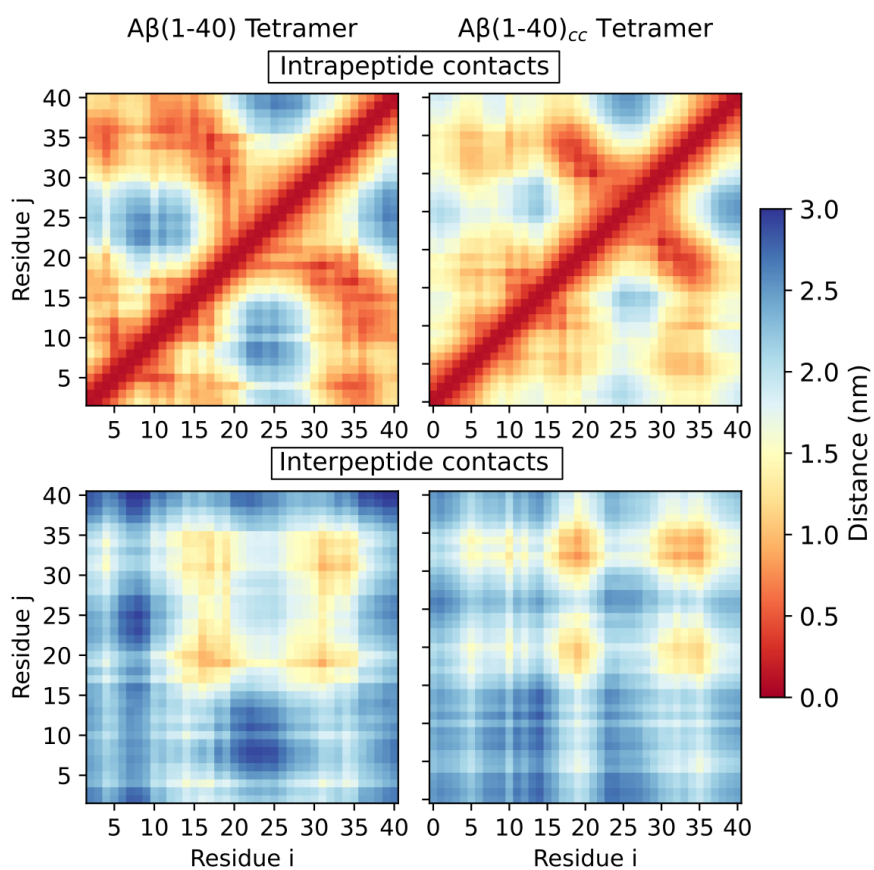 Aβ(1-40) Tetramer
Aβ(1-40)cc Tetramer
Intrapeptide contacts
40
35
30
25
20
15
10
5
Residue j
5 10 15 20 25 30 35 40
0 5 10 15 20 25 30 35 40
Interpeptide contacts
40
35
30
25
20
15
10
5
Residue j
5 10 15 20 25 30 35 40
Residue i
0 5 10 15 20 25 30 35 40
Residue i
3.0
2.5
2.0
1.5
1.0
0.5
0.0
Distance (nm)